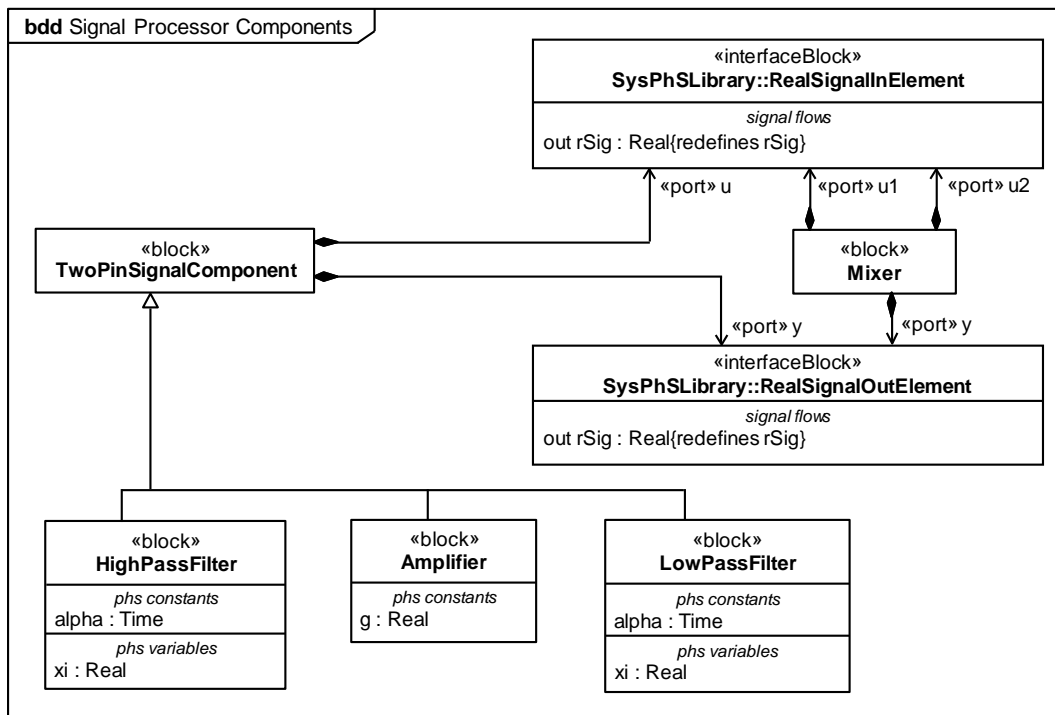 bdd Signal Processor Components
«interfaceBlock»
SysPhSLibrary::RealSignalInElement
signal flows
out rSig : Real{redefines rSig}
«port» u
«port» u1
«port» u2
«block»
TwoPinSignalComponent
«block»
Mixer
«port» y
«port» y
«interfaceBlock»
SysPhSLibrary::RealSignalOutElement
signal flows
out rSig : Real{redefines rSig}
«block»
HighPassFilter
phs constants
alpha : Time
phs variables
xi : Real
«block»
Amplifier
phs constants
g : Real
«block»
LowPassFilter
phs constants
alpha : Time
phs variables
xi : Real